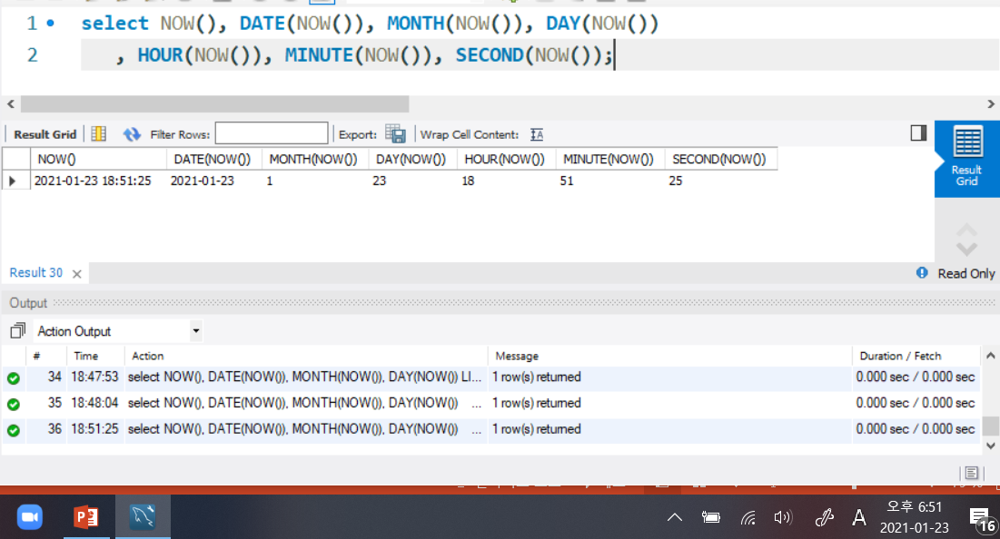 1 select NOW(), DATE(NOW()), MONTH(NOW()), DAY(NOW())
2 , HOUR(NOW()), MINUTE(NOW()), SECOND(NOW());
Result Grid Filter Rows: Export: Wrap Cell Content: IA
NOW() DATE(NOW()) MONTH(NOW()) DAY(NOW()) HOUR(NOW()) MINUTE(NOW()) SECOND(NOW())
2021-01-23 18:51:25 2021-01-23 1 23 18 51 25
Result
Grid
Result 30 Read Only
Output
Action Output
# Time Action Message Duration / Fetch
34 18:47:53 select NOW(), DATE(NOW()), MONTH(NOW()), DAY(NOW()) LI... 1 row(s) returned 0.000 sec / 0.000 sec
35 18:48:04 select NOW(), DATE(NOW()), MONTH(NOW()), DAY(NOW()) ... 1 row(s) returned 0.000 sec / 0.000 sec
36 18:51:25 select NOW(), DATE(NOW()), MONTH(NOW()), DAY(NOW()) ... 1 row(s) returned 0.000 sec / 0.000 sec
P
A
오후 6:51
2021-01-23
16